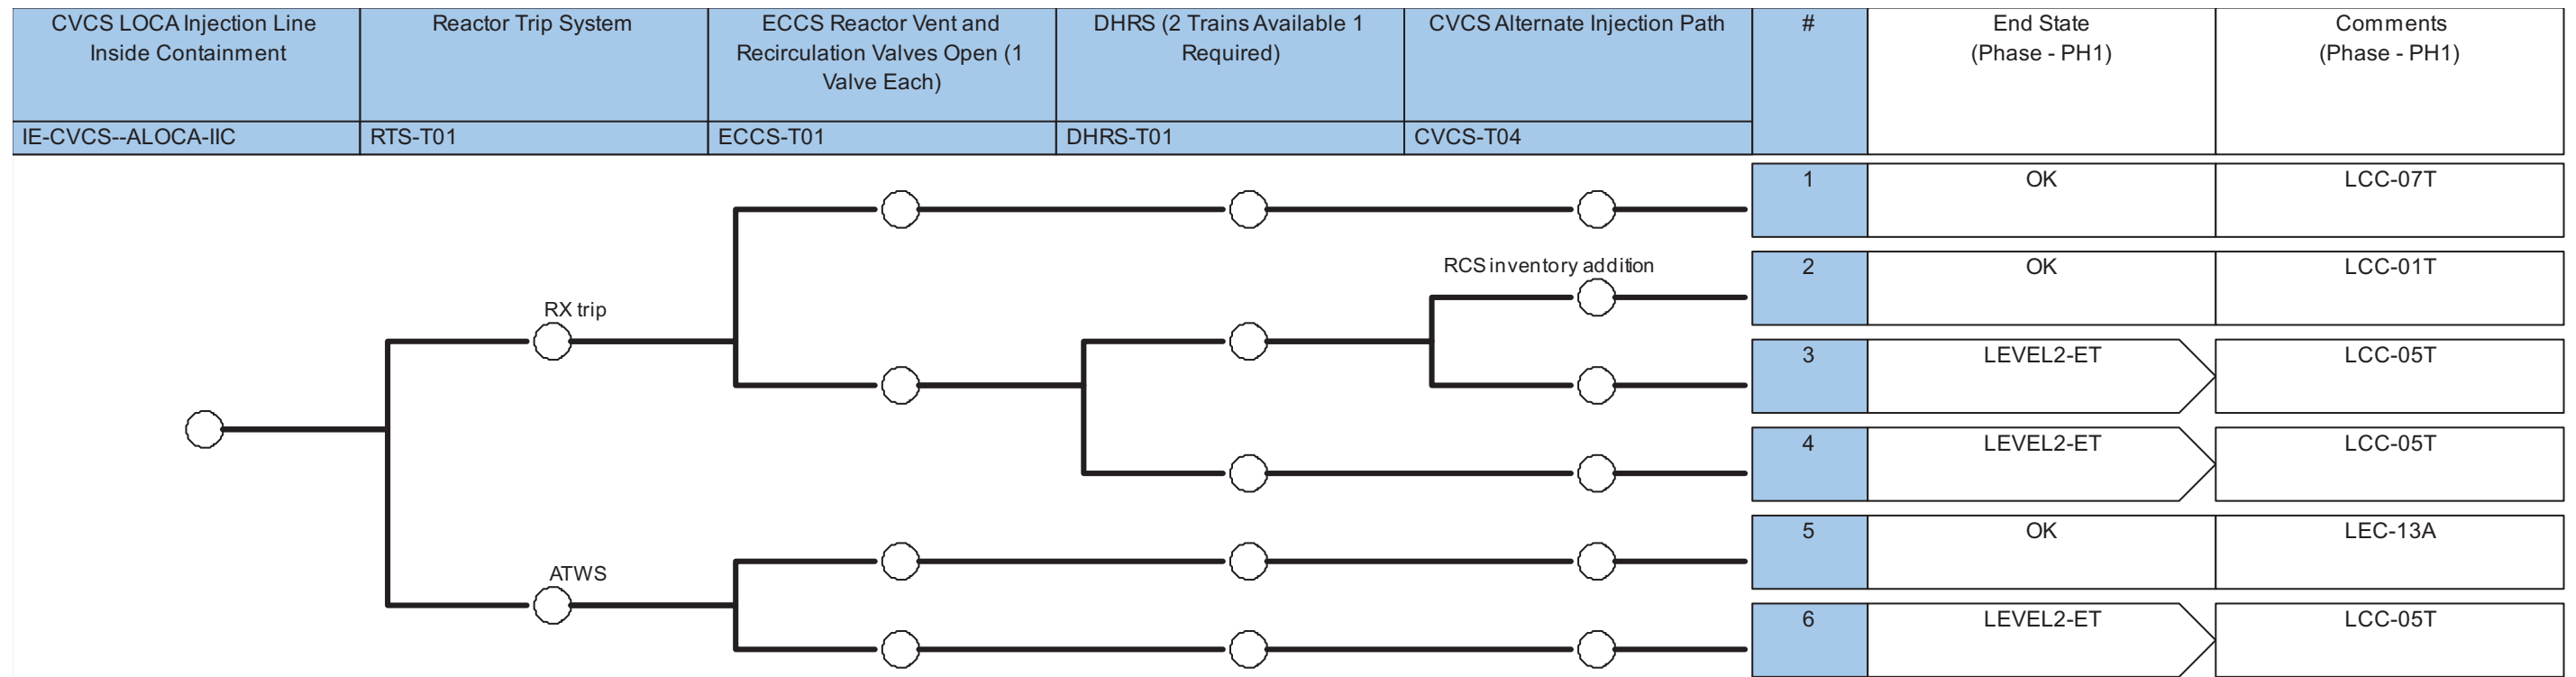 CVCS LOCA Injection Line
Inside Containment
Reactor Trip System
ECCS Reactor Vent and
Recirculation Valves Open (1
Valve Each)
DHRS (2 Trains Available 1
Required)
CVCS Alternate Injection Path
#
End State
(Phase - PH1)
Comments
(Phase - PH1)
IE-CVCS--ALOCA-IIC
RTS-T01
ECCS-T01
DHRS-T01
CVCS-T04
1
OK
LCC-07T
RCS inventory addition
2
OK
LCC-01T
RX trip
3
LEVEL2-ET
LCC-05T
4
LEVEL2-ET
LCC-05T
5
OK
LEC-13A
ATWS
6
LEVEL2-ET
LCC-05T